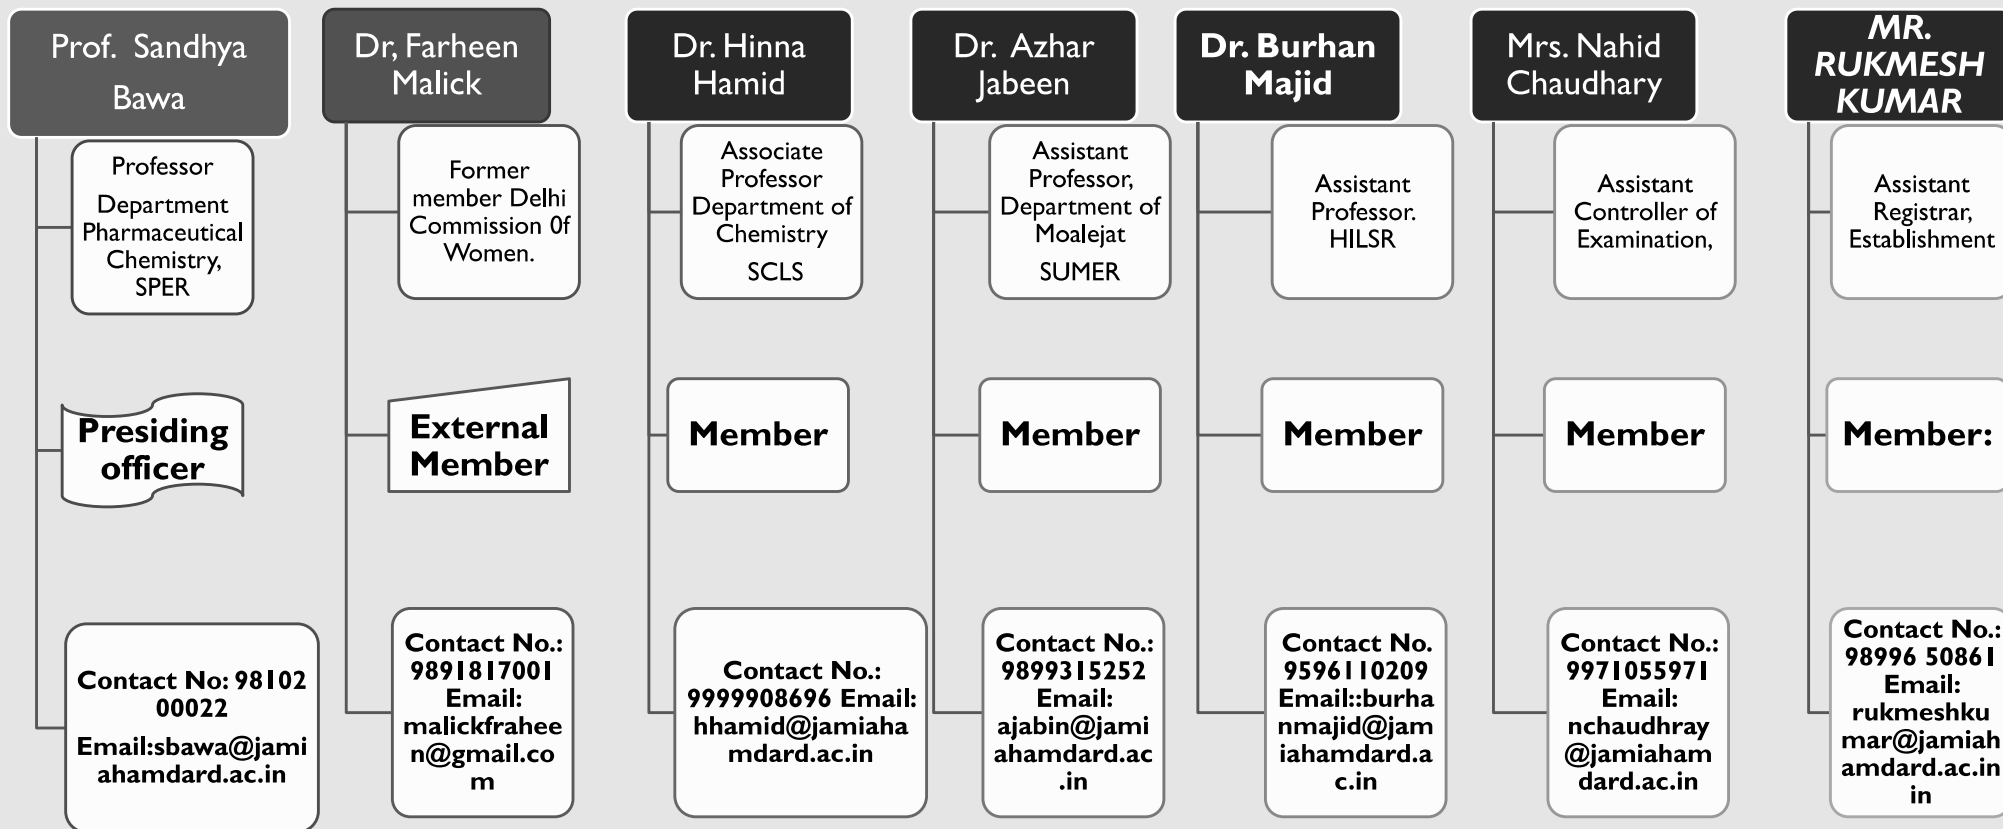 Prof. Sandhya
Bawa
Professor
Department
Pharmaceutical
Chemistry,
SPER
Presiding
officer
Contact No: 98102
00022
Email:sbawa@jami
ahamdard.ac.in
Dr, Farheen
Malick
Former
member Delhi
Commission 0f
Women.
External
Member
Contact No.:
9891817001
Email:
malickfrahee
n@gmail.co
m
Dr. Hinna
Hamid
Associate
Professor
Department of
Chemistry
SCLS
Member
Contact No.:
9999908696 Email:
hhamid@jamiaha
mdard.ac.in
Dr. Azhar
Jabeen
Assistant
Professor,
Department of
Moalejat
SUMER
Member
Contact No.:
9899315252
Email:
ajabin@jami
ahamdard.ac
.in
Dr. Burhan
Majid
Assistant
Professor.
HILSR
Member
Contact No.
9596110209
Email::burha
nmajid@jam
iahamdard.a
c.in
Mrs. Nahid
Chaudhary
Assistant
Controller of
Examination,
Member
Contact No.:
9971055971
Email:
nchaudhray
@jamiaham
dard.ac.in
MR.
RUKMESH
KUMAR
Assistant
Registrar,
Establishment
Member:
Contact No.:
98996 50861
Email:
rukmeshku
mar@jamiah
amdard.ac.in
in